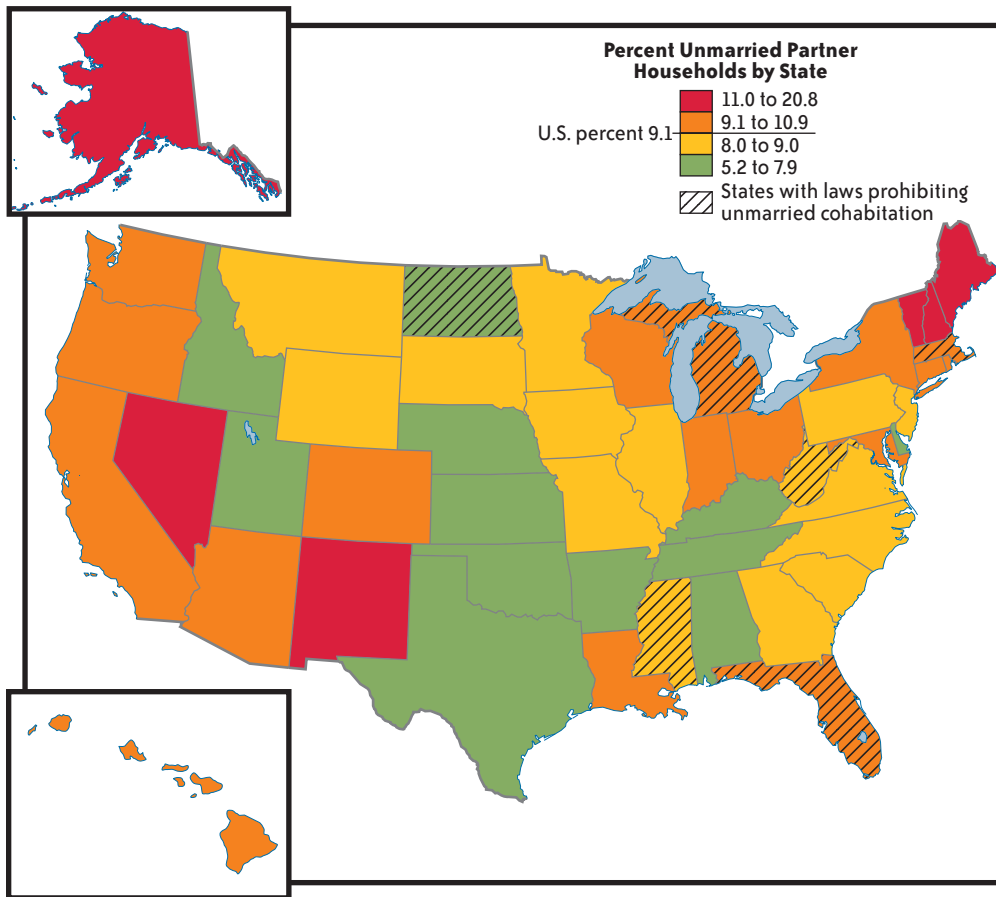 Percent Unmarried Partner
Households by State
11.0 to 20.8
9.1 to 10.9
U.S. percent 9.1
8.0 to 9.0
5.2 to 7.9
States with laws prohibiting
unmarried cohabitation